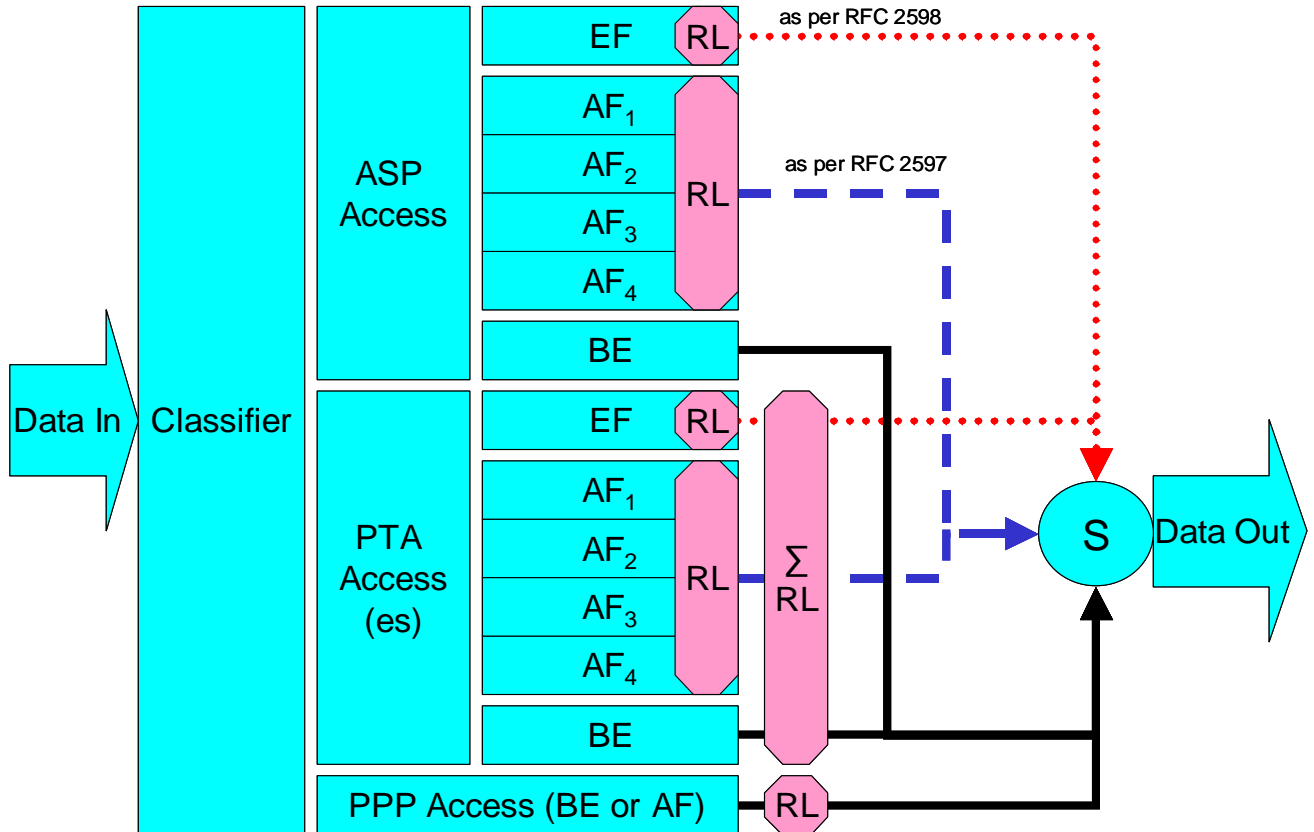 as per RFC 2598
EF
RL
AF1
AF2
AF3
AF4
RL
as per RFC 2597
ASP
Access
BE
Data In
Classifier
EF
RL
AF1
AF2
AF3
AF4
RL
PTA
Access
(es)
Σ
RL
S
Data Out
BE
PPP Access (BE or AF)
RL